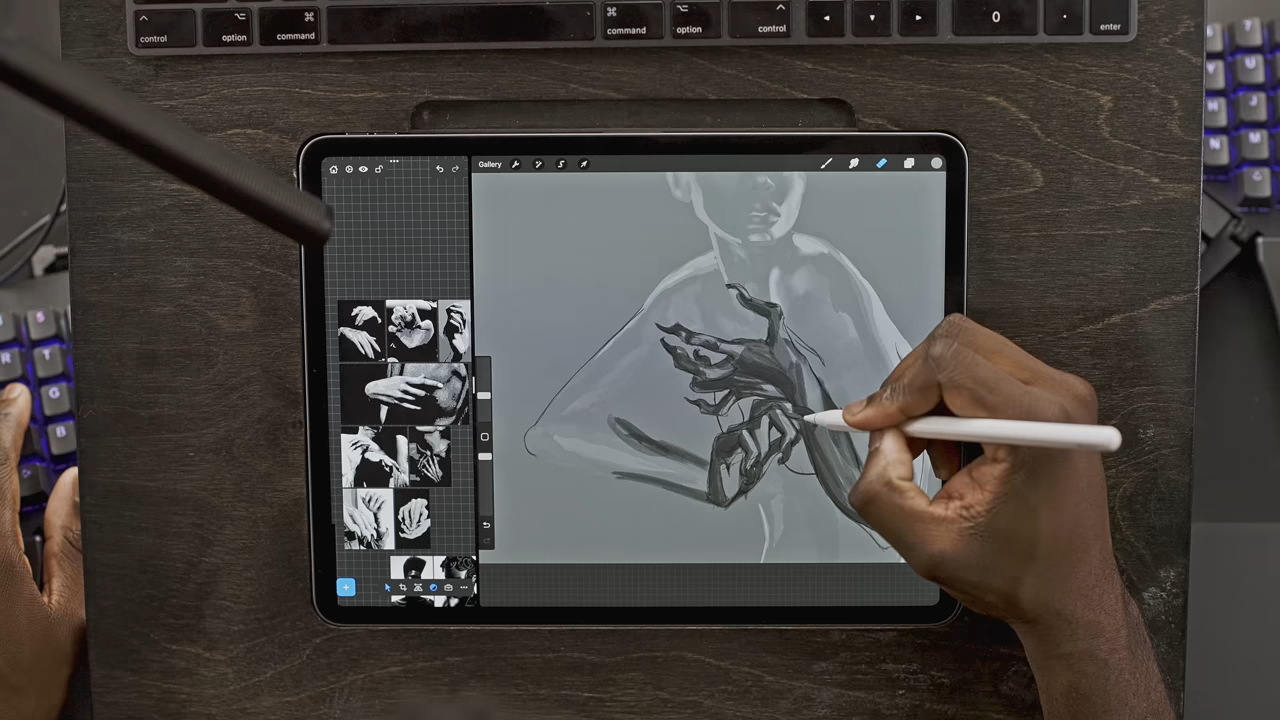 ⌥ ⌘ ⌘ ⌥ ^ ◄ ▼ ► 0 .
control option command command option control enter
Gallery
T
Y U
H J
N M
C
S
R T
G
B